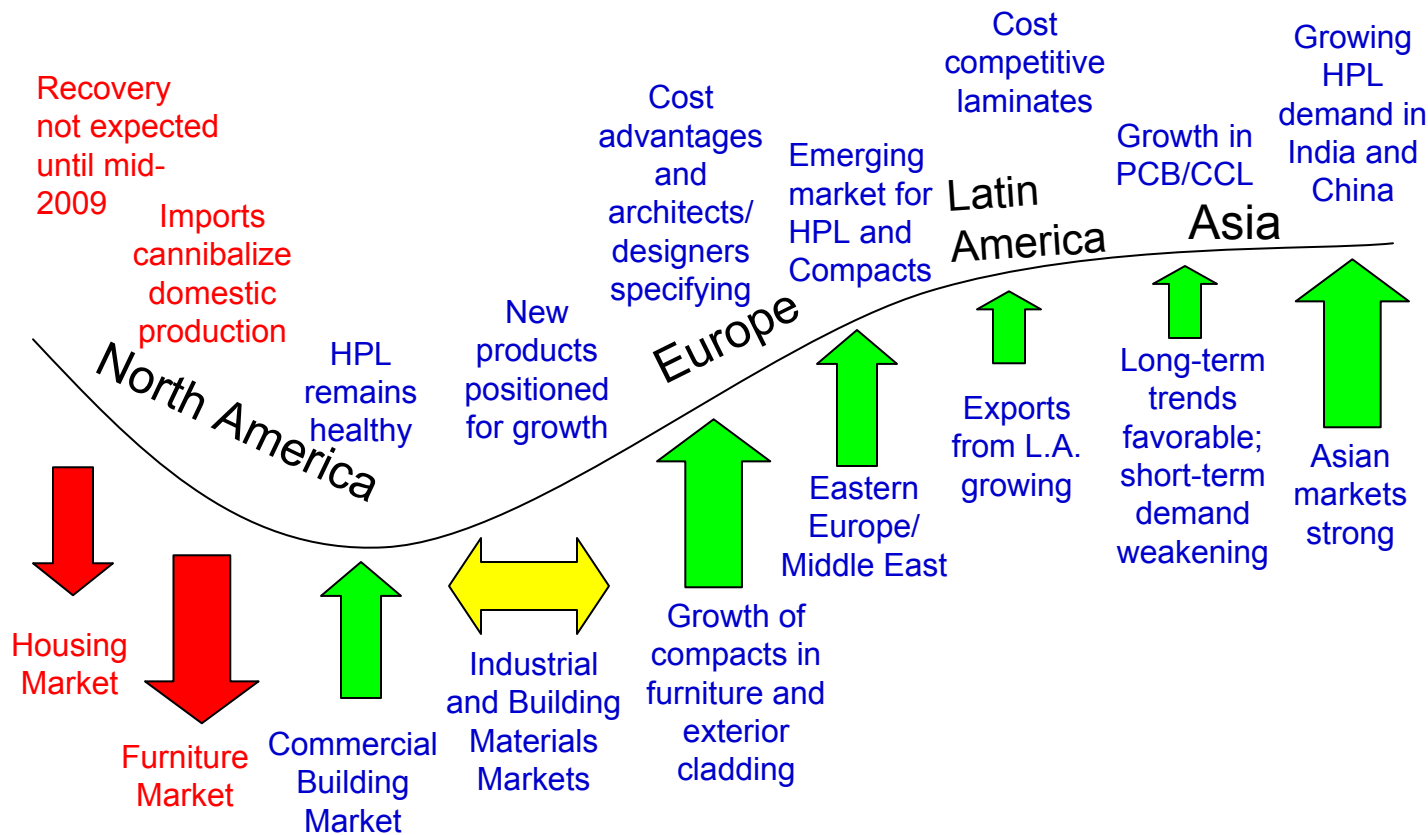 Recovery
not expected
until mid-
2009
Imports
cannibalize
domestic
production
North America
HPL
remains
healthy
New
products
positioned
for growth
Cost
advantages
and
architects/
designers
specifying
Europe
Emerging
market for
HPL and
Compacts
Cost
competitive
laminates
Latin
America
Growth in
PCB/CCL
Asia
Growing
HPL
demand in
India and
China
Housing
Market
Furniture
Market
Commercial
Building
Market
Industrial
and Building
Materials
Markets
Growth of
compacts in
furniture and
exterior
cladding
Eastern
Europe/
Middle East
Exports
from L.A.
growing
Long-term
trends
favorable;
short-term
demand
weakening
Asian
markets
strong